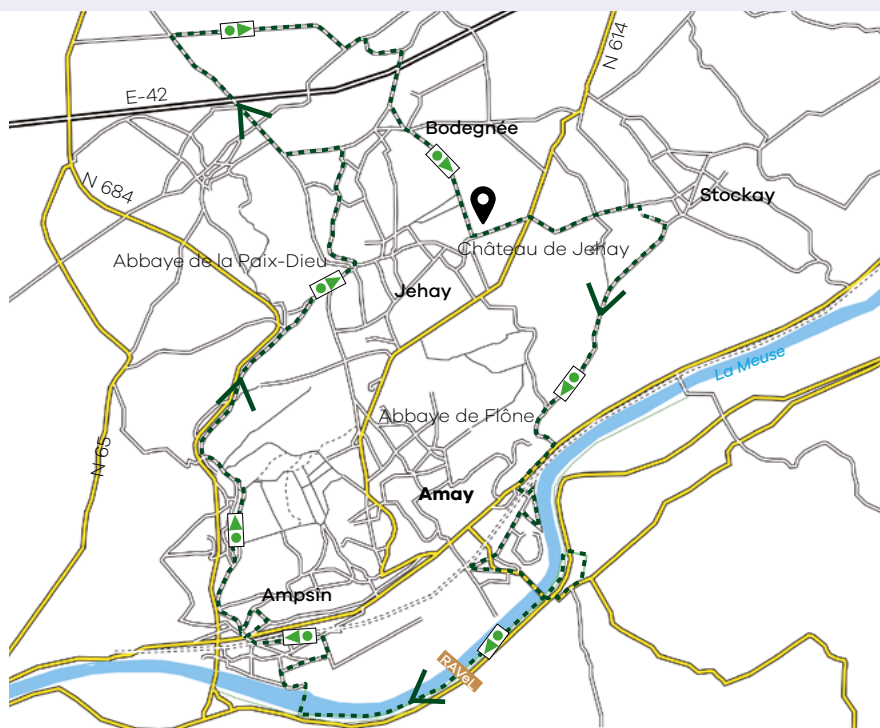 N 614
E-42
Bodegnée
N 684
Stockay
Château de Jehay
Abbaye de la Paix-Dieu
Jehay
La Meuse
Abbaye de Flône
N 65
Amay
Ampsin
RAVeL